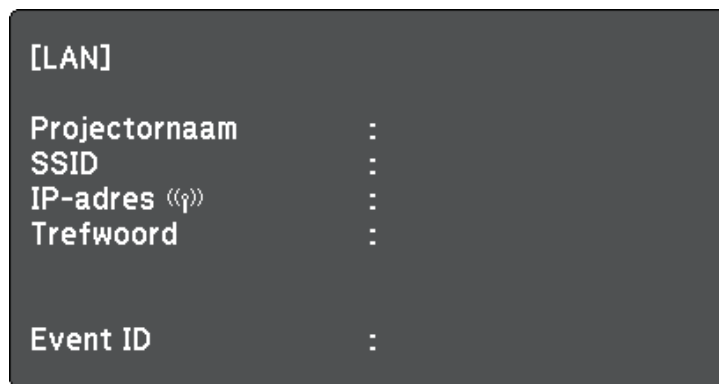 [LAN]
Projectornaam :
SSID :
IP-adres :
Trefwoord :
Event ID :